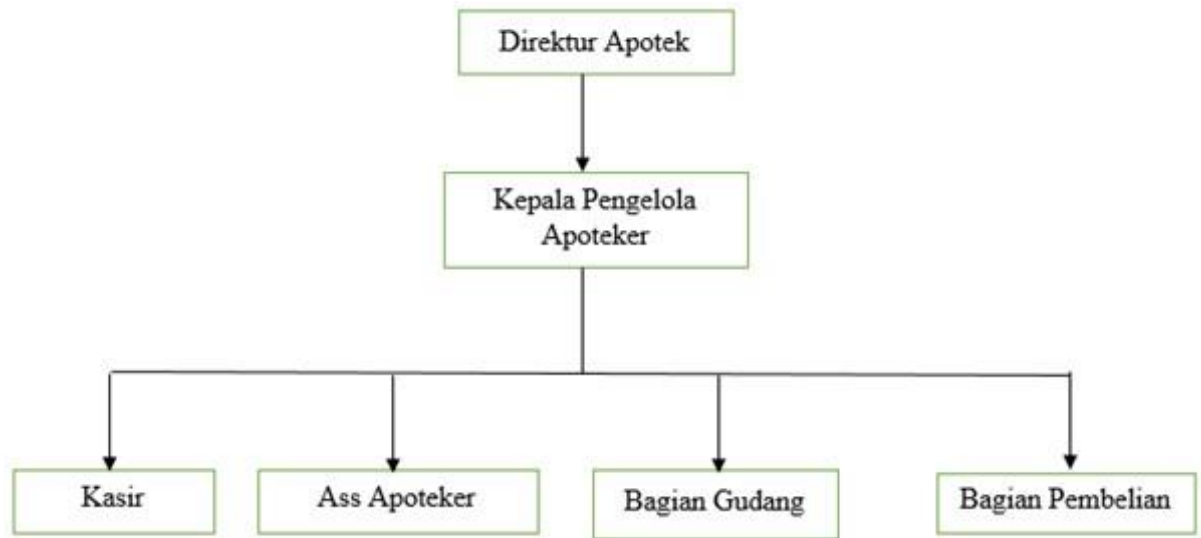 Direktur Apotek
Kepala Pengelola
Apoteker
Kasir
Ass Apoteker
Bagian Gudang
Bagian Pembelian